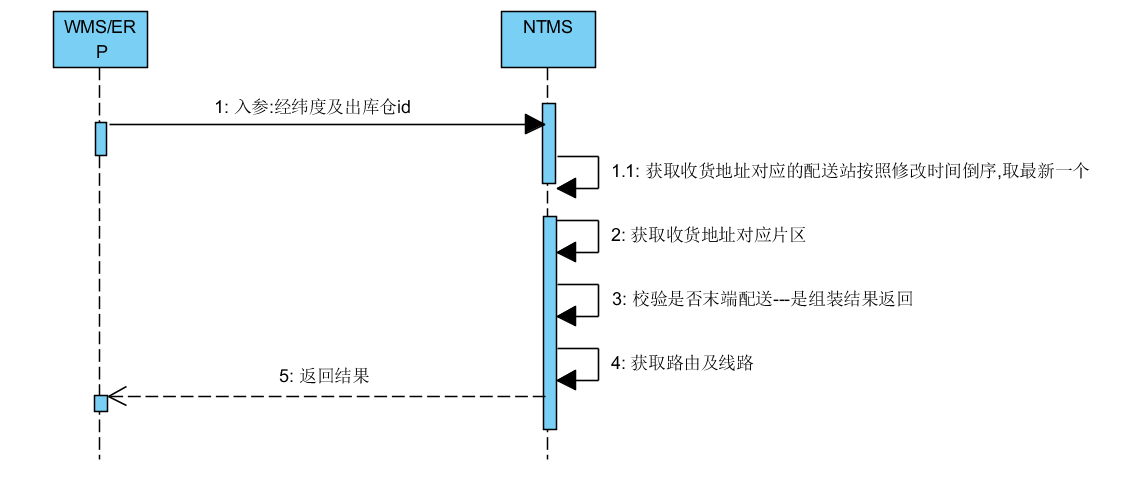 WMS/ER
P
NTMS
1: 入参:经纬度及出库仓id
1.1: 获取收货地址对应的配送站按照修改时间倒序,取最新一个
2: 获取收货地址对应片区
3: 校验是否末端配送---是组装结果返回
4: 获取路由及线路
5: 返回结果